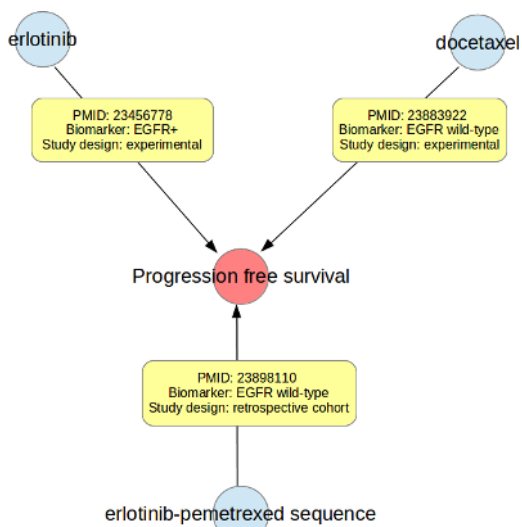 erlotinib
docetaxel
PMID: 23456778
Biomarker: EGFR+
Study design: experimental
PMID: 23883922
Biomarker: EGFR wild-type
Study design: experimental
Progression free survival
PMID: 23898110
Biomarker: EGFR wild-type
Study design: retrospective cohort
erlotinib-pemetrexed sequence